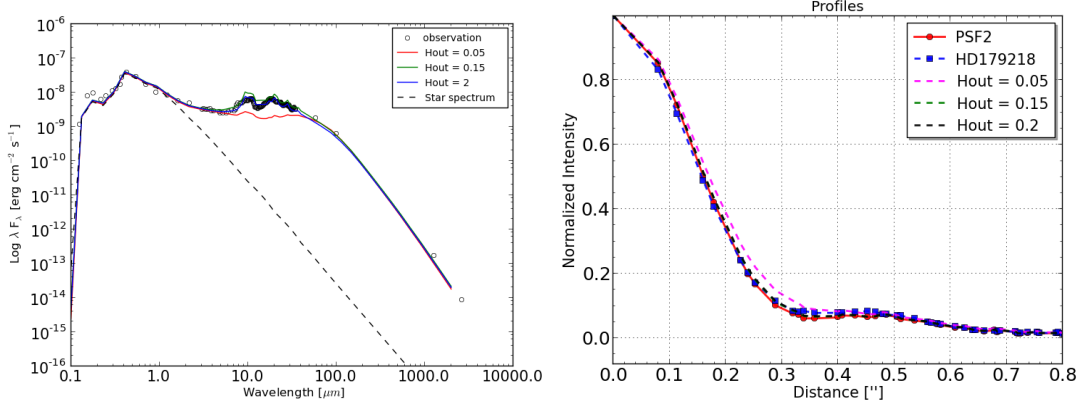 10⁻⁶
10⁻⁷
10⁻⁸
10⁻⁹
10⁻¹⁰
10⁻¹¹
10⁻¹²
10⁻¹³
10⁻¹⁴
10⁻¹⁵
10⁻¹⁶
Log λ F_λ [erg cm⁻² s⁻¹]
observation
Hout = 0.05
Hout = 0.15
Hout = 2
Star spectrum
0.1 1.0 10.0 100.0 1000.0 10000.0
Wavelength [μm]
Profiles
PSF2
HD179218
Hout = 0.05
Hout = 0.15
Hout = 0.2
Normalized Intensity
0.8
0.6
0.4
0.2
0.0
0.0 0.1 0.2 0.3 0.4 0.5 0.6 0.7 0.8
Distance ["]